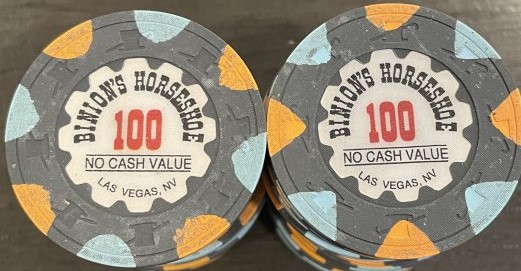 BINION'S HORSESHOE
100
NO CASH VALUE
LAS VEGAS, NV
BINION'S HORSESHOE
100
NO CASH VALUE
LAS VEGAS, NV